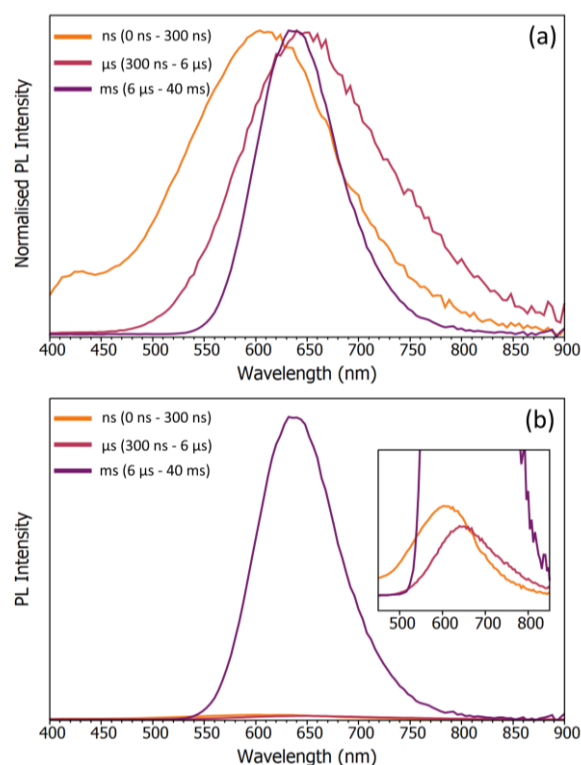 (a)
ns (0 ns - 300 ns)
µs (300 ns - 6 µs)
ms (6 µs - 40 ms)
Normalised PL Intensity
400 450 500 550 600 650 700 750 800 850 900
Wavelength (nm)
(b)
ns (0 ns - 300 ns)
µs (300 ns - 6 µs)
ms (6 µs - 40 ms)
PL Intensity
500 600 700 800
400 450 500 550 600 650 700 750 800 850 900
Wavelength (nm)